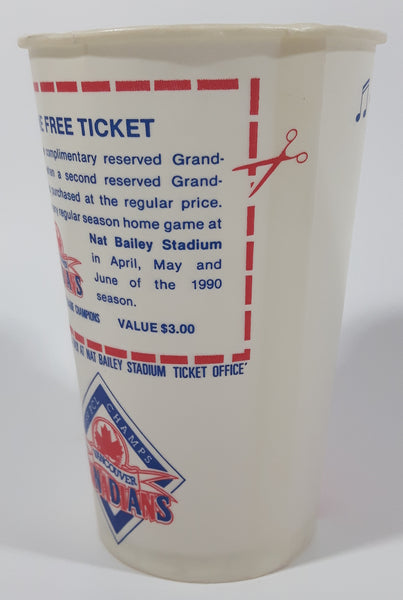 FREE TICKET
complimentary reserved Grand-
a second reserved Grand-
purchased at the regular price.
regular season home game at
Nat Bailey Stadium
in April, May and
June of the 1990
season.
CHAMPIONS VALUE $3.00
AT NAT BAILEY STADIUM TICKET OFFICE'
CHAMPS
VANCOUVER
CANADIANS